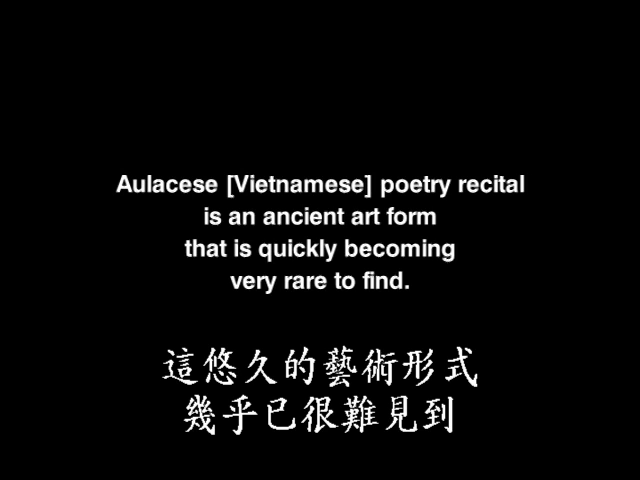 Aulacese [Vietnamese] poetry recital
is an ancient art form
that is quickly becoming
very rare to find.
這悠久的藝術形式
幾乎已很難見到